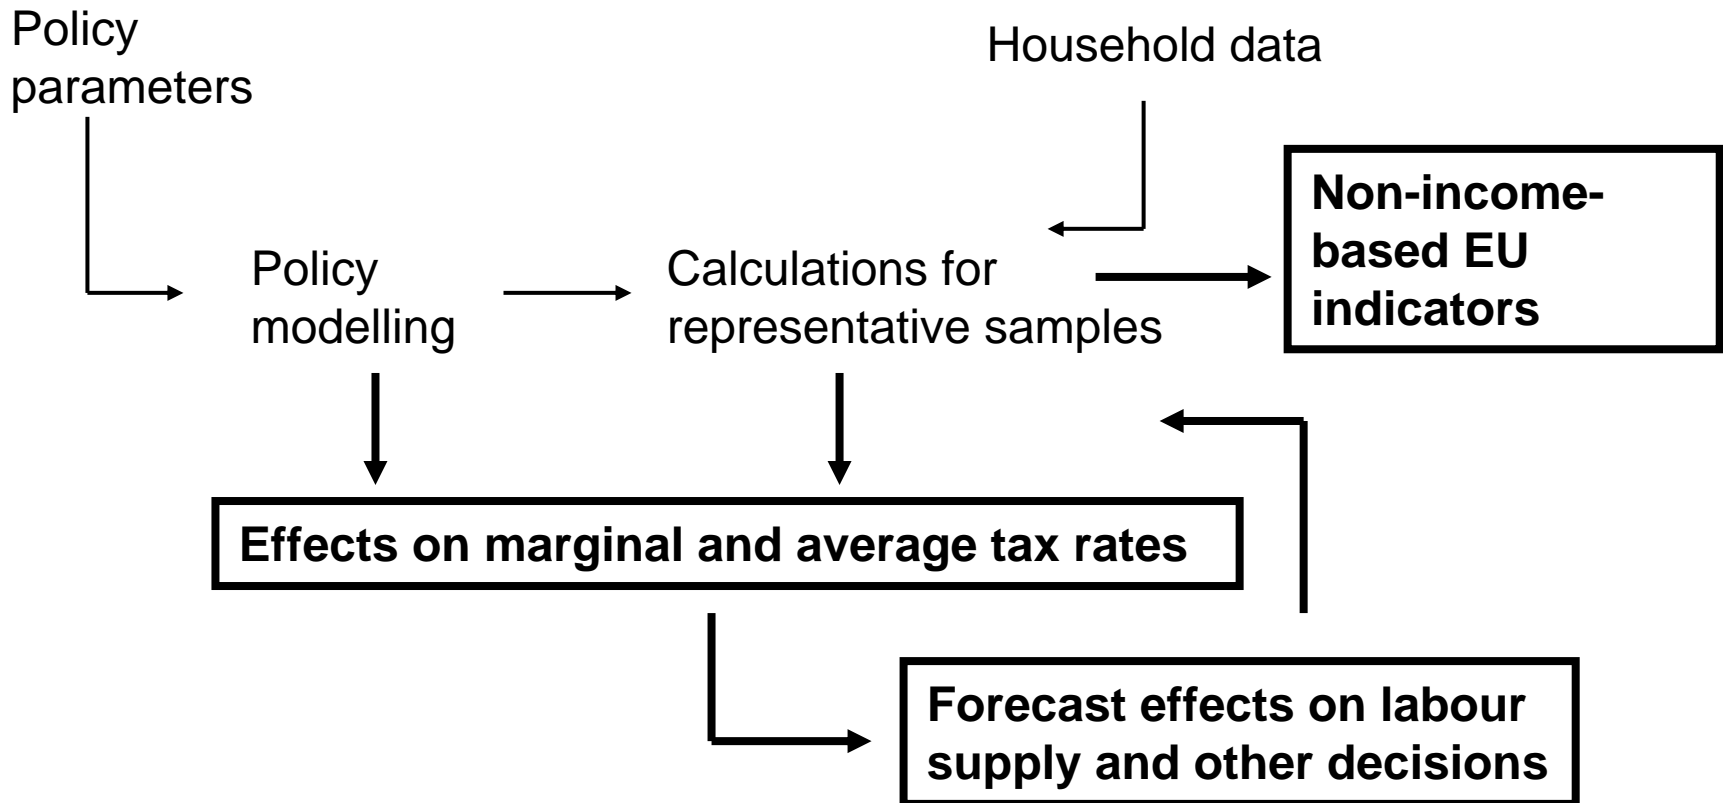 Policy
parameters
Household data
Non-income-
based EU
indicators
Policy
modelling
Calculations for
representative samples
Effects on marginal and average tax rates
Forecast effects on labour
supply and other decisions